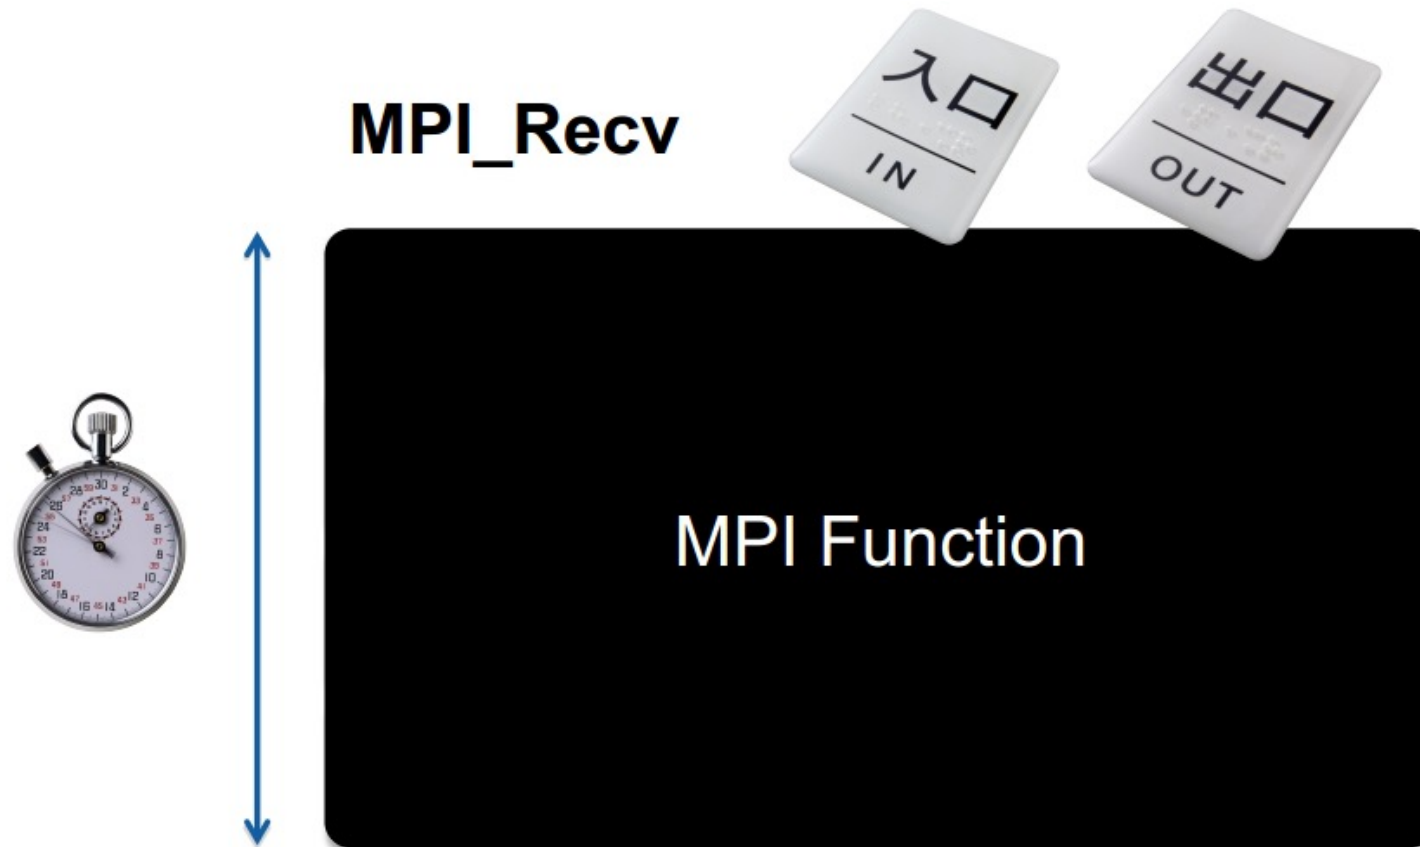 MPI_Recv
入口
IN
出口
OUT
MPI Function